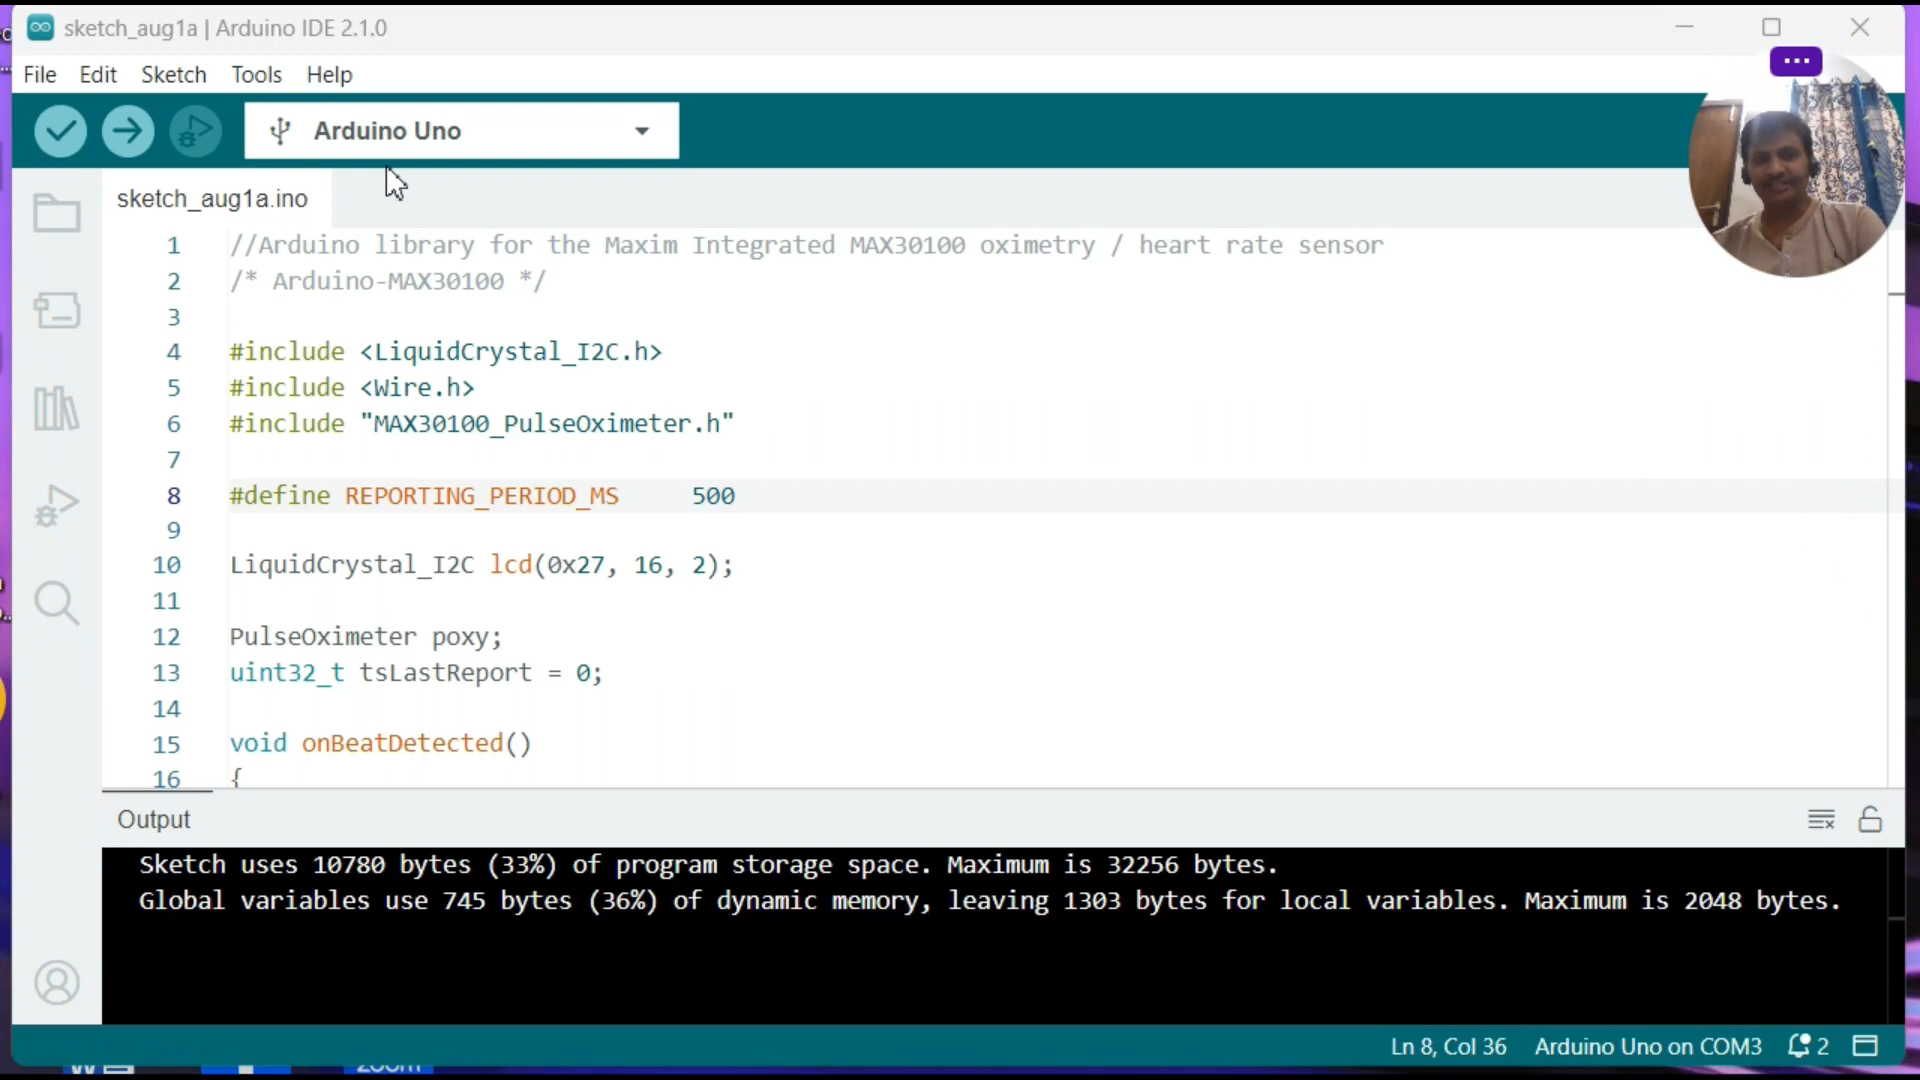 sketch_aug1a | Arduino IDE 2.1.0
File Edit Sketch Tools Help
Arduino Uno
sketch_aug1a.ino
1 //Arduino library for the Maxim Integrated MAX30100 oximetry / heart rate sensor
2 /* Arduino-MAX30100 */
3
4 #include <LiquidCrystal_I2C.h>
5 #include <Wire.h>
6 #include "MAX30100_PulseOximeter.h"
7
8 #define REPORTING_PERIOD_MS     500
9
10 LiquidCrystal_I2C lcd(0x27, 16, 2);
11
12 PulseOximeter poxy;
13 uint32_t tsLastReport = 0;
14
15 void onBeatDetected()
16 {
Output
Sketch uses 10780 bytes (33%) of program storage space. Maximum is 32256 bytes.
Global variables use 745 bytes (36%) of dynamic memory, leaving 1303 bytes for local variables. Maximum is 2048 bytes.
Ln 8, Col 36 Arduino Uno on COM3 2